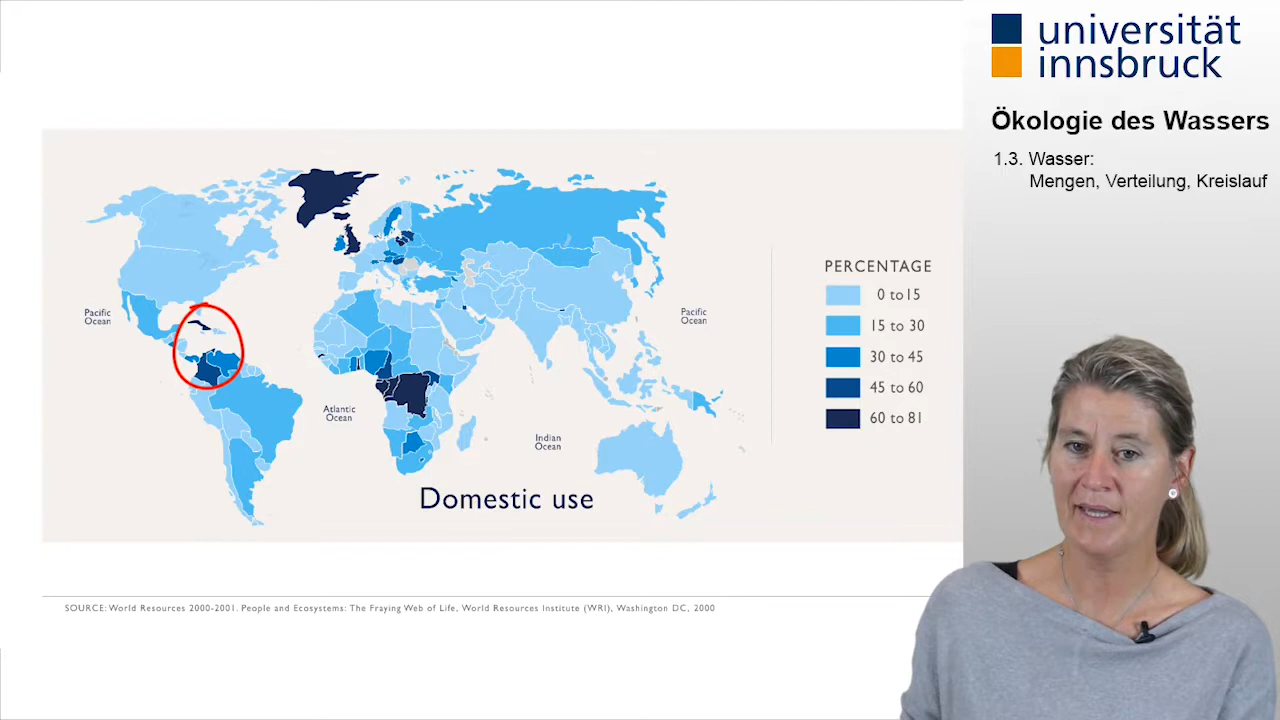 universität
innsbruck
Ökologie des Wassers
1.3. Wasser:
Mengen, Verteilung, Kreislauf
PERCENTAGE
0 to 15
15 to 30
30 to 45
45 to 60
60 to 81
Pacific
Ocean
Pacific
Ocean
Atlantic
Ocean
Indian
Ocean
Domestic use
SOURCE: World Resources 2000-2001. People and Ecosystems: The Fraying Web of Life, World Resources Institute (WRI), Washington DC, 2000